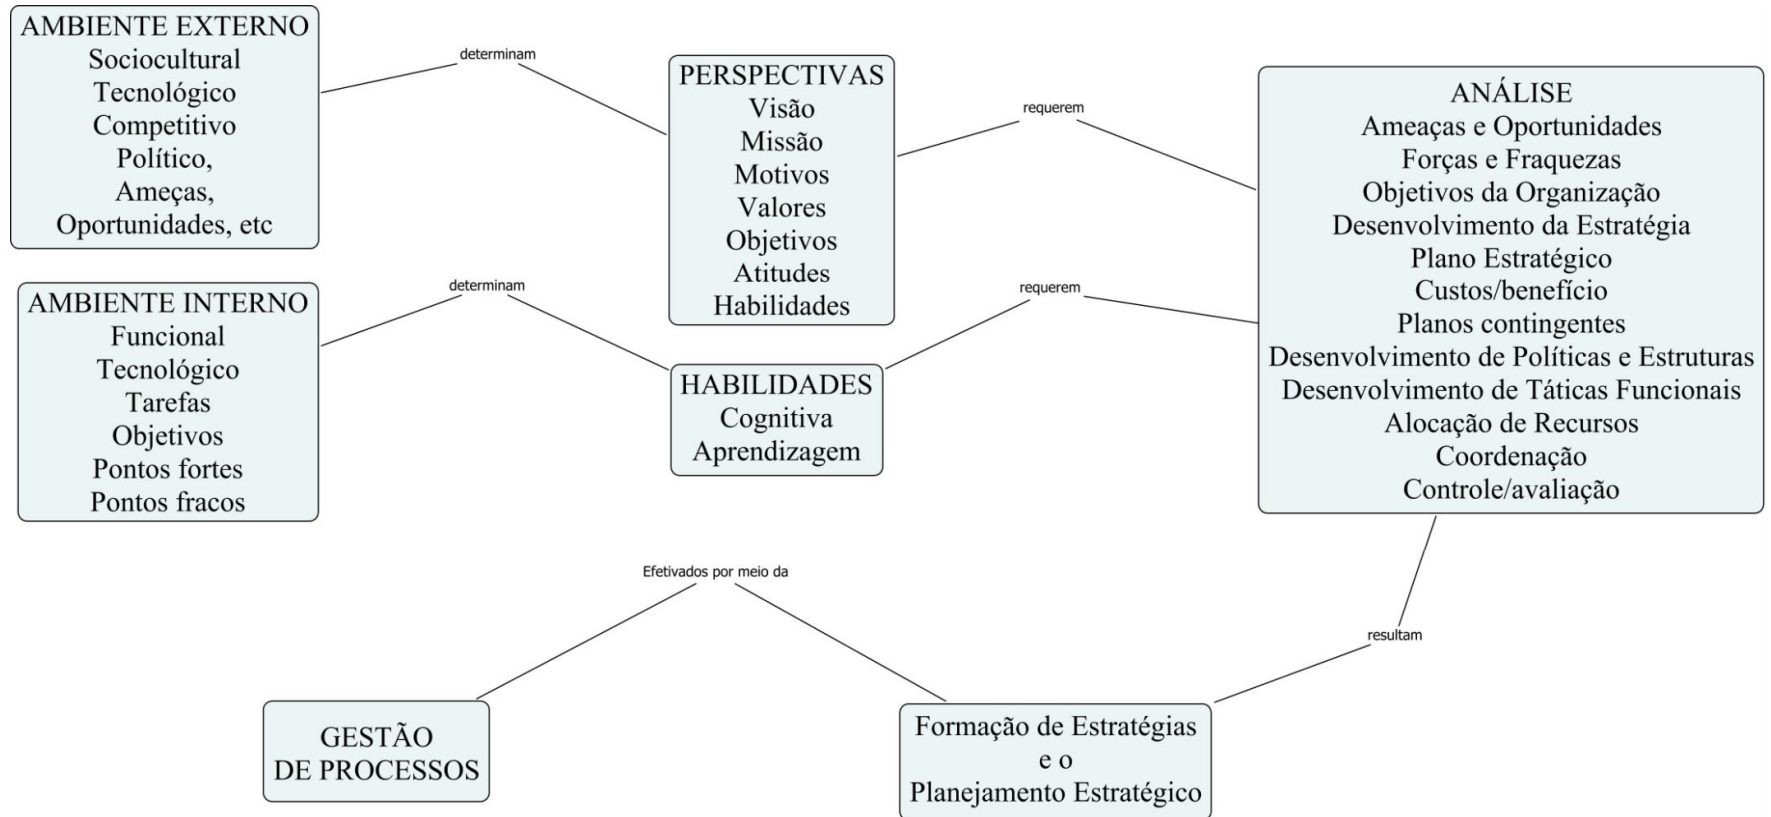 AMBIENTE EXTERNO
Sociocultural
Tecnológico
Competitivo
Político,
Ameças,
Oportunidades, etc
determinam
PERSPECTIVAS
Visão
Missão
Motivos
Valores
Objetivos
Atitudes
Habilidades
requerem
ANÁLISE
Ameaças e Oportunidades
Forças e Fraquezas
Objetivos da Organização
Desenvolvimento da Estratégia
Plano Estratégico
Custos/benefício
Planos contingentes
Desenvolvimento de Políticas e Estruturas
Desenvolvimento de Táticas Funcionais
Alocação de Recursos
Coordenação
Controle/avaliação
AMBIENTE INTERNO
Funcional
Tecnológico
Tarefas
Objetivos
Pontos fortes
Pontos fracos
determinam
HABILIDADES
Cognitiva
Aprendizagem
requerem
resultam
Efetivados por meio da
GESTÃO
DE PROCESSOS
Formação de Estratégias
e o
Planejamento Estratégico